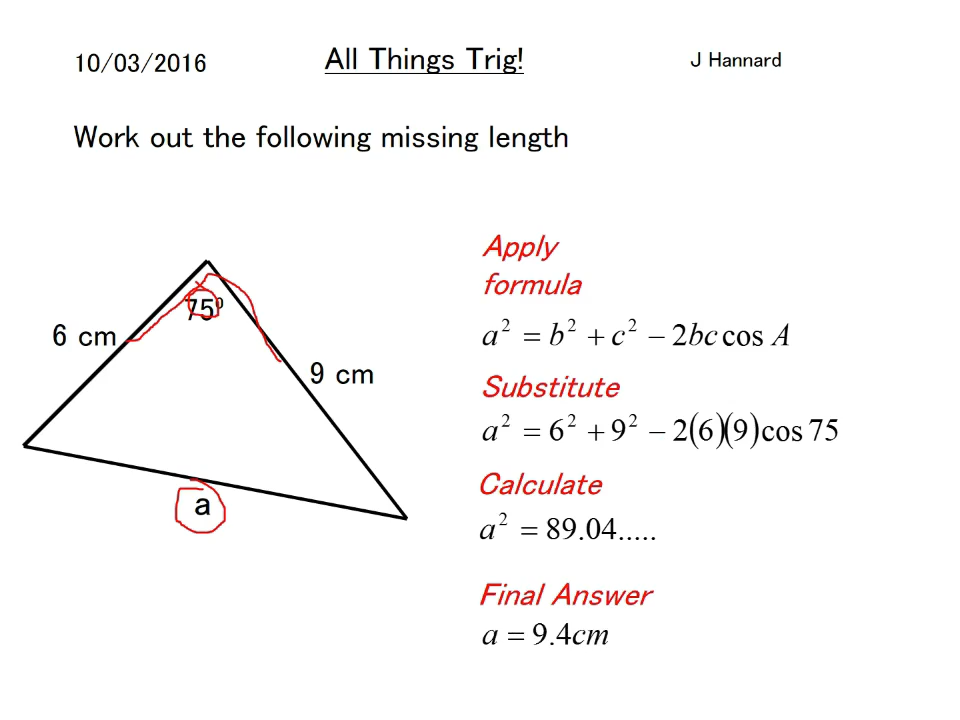 10/03/2016 All Things Trig! J Hannard
Work out the following missing length
75⁰
6 cm
9 cm
a
Apply
formula
a² = b² + c² − 2bc cos A
Substitute
a² = 6² + 9² − 2(6)(9)cos 75
Calculate
a² = 89.04.....
Final Answer
a = 9.4cm